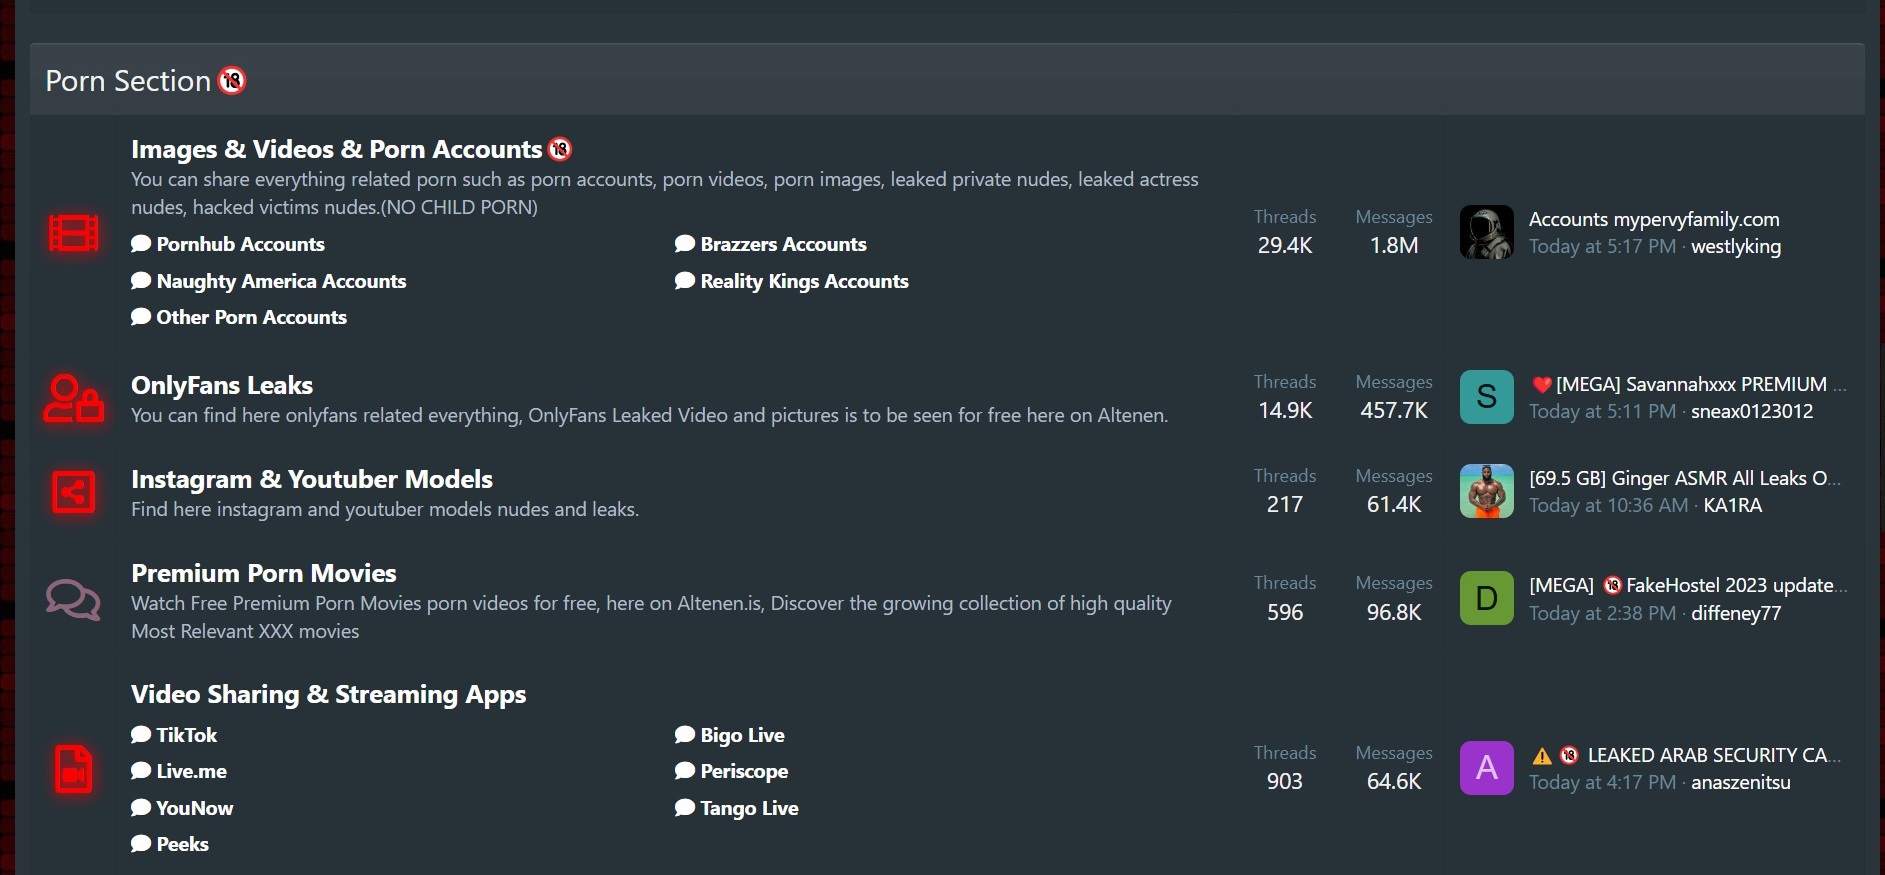 Porn Section 🔞
Images & Videos & Porn Accounts 🔞
You can share everything related porn such as porn accounts, porn videos, porn images, leaked private nudes, leaked actress
nudes, hacked victims nudes.(NO CHILD PORN)
Pornhub Accounts
Brazzers Accounts
Naughty America Accounts
Reality Kings Accounts
Other Porn Accounts
Threads
Messages
29.4K
1.8M
Accounts mypervyfamily.com
Today at 5:17 PM · westlyking
OnlyFans Leaks
You can find here onlyfans related everything, OnlyFans Leaked Video and pictures is to be seen for free here on Altenen.
Threads
Messages
14.9K
457.7K
S
❤️[MEGA] Savannahxxx PREMIUM ...
Today at 5:11 PM · sneax0123012
Instagram & Youtuber Models
Find here instagram and youtuber models nudes and leaks.
Threads
Messages
217
61.4K
[69.5 GB] Ginger ASMR All Leaks O...
Today at 10:36 AM · KA1RA
Premium Porn Movies
Watch Free Premium Porn Movies porn videos for free, here on Altenen.is, Discover the growing collection of high quality
Most Relevant XXX movies
Threads
Messages
596
96.8K
D
[MEGA] 🔞FakeHostel 2023 update...
Today at 2:38 PM · diffeney77
Video Sharing & Streaming Apps
TikTok
Bigo Live
Live.me
Periscope
YouNow
Tango Live
Peeks
Threads
Messages
903
64.6K
A
⚠️ 🔞 LEAKED ARAB SECURITY CA...
Today at 4:17 PM · anaszenitsu